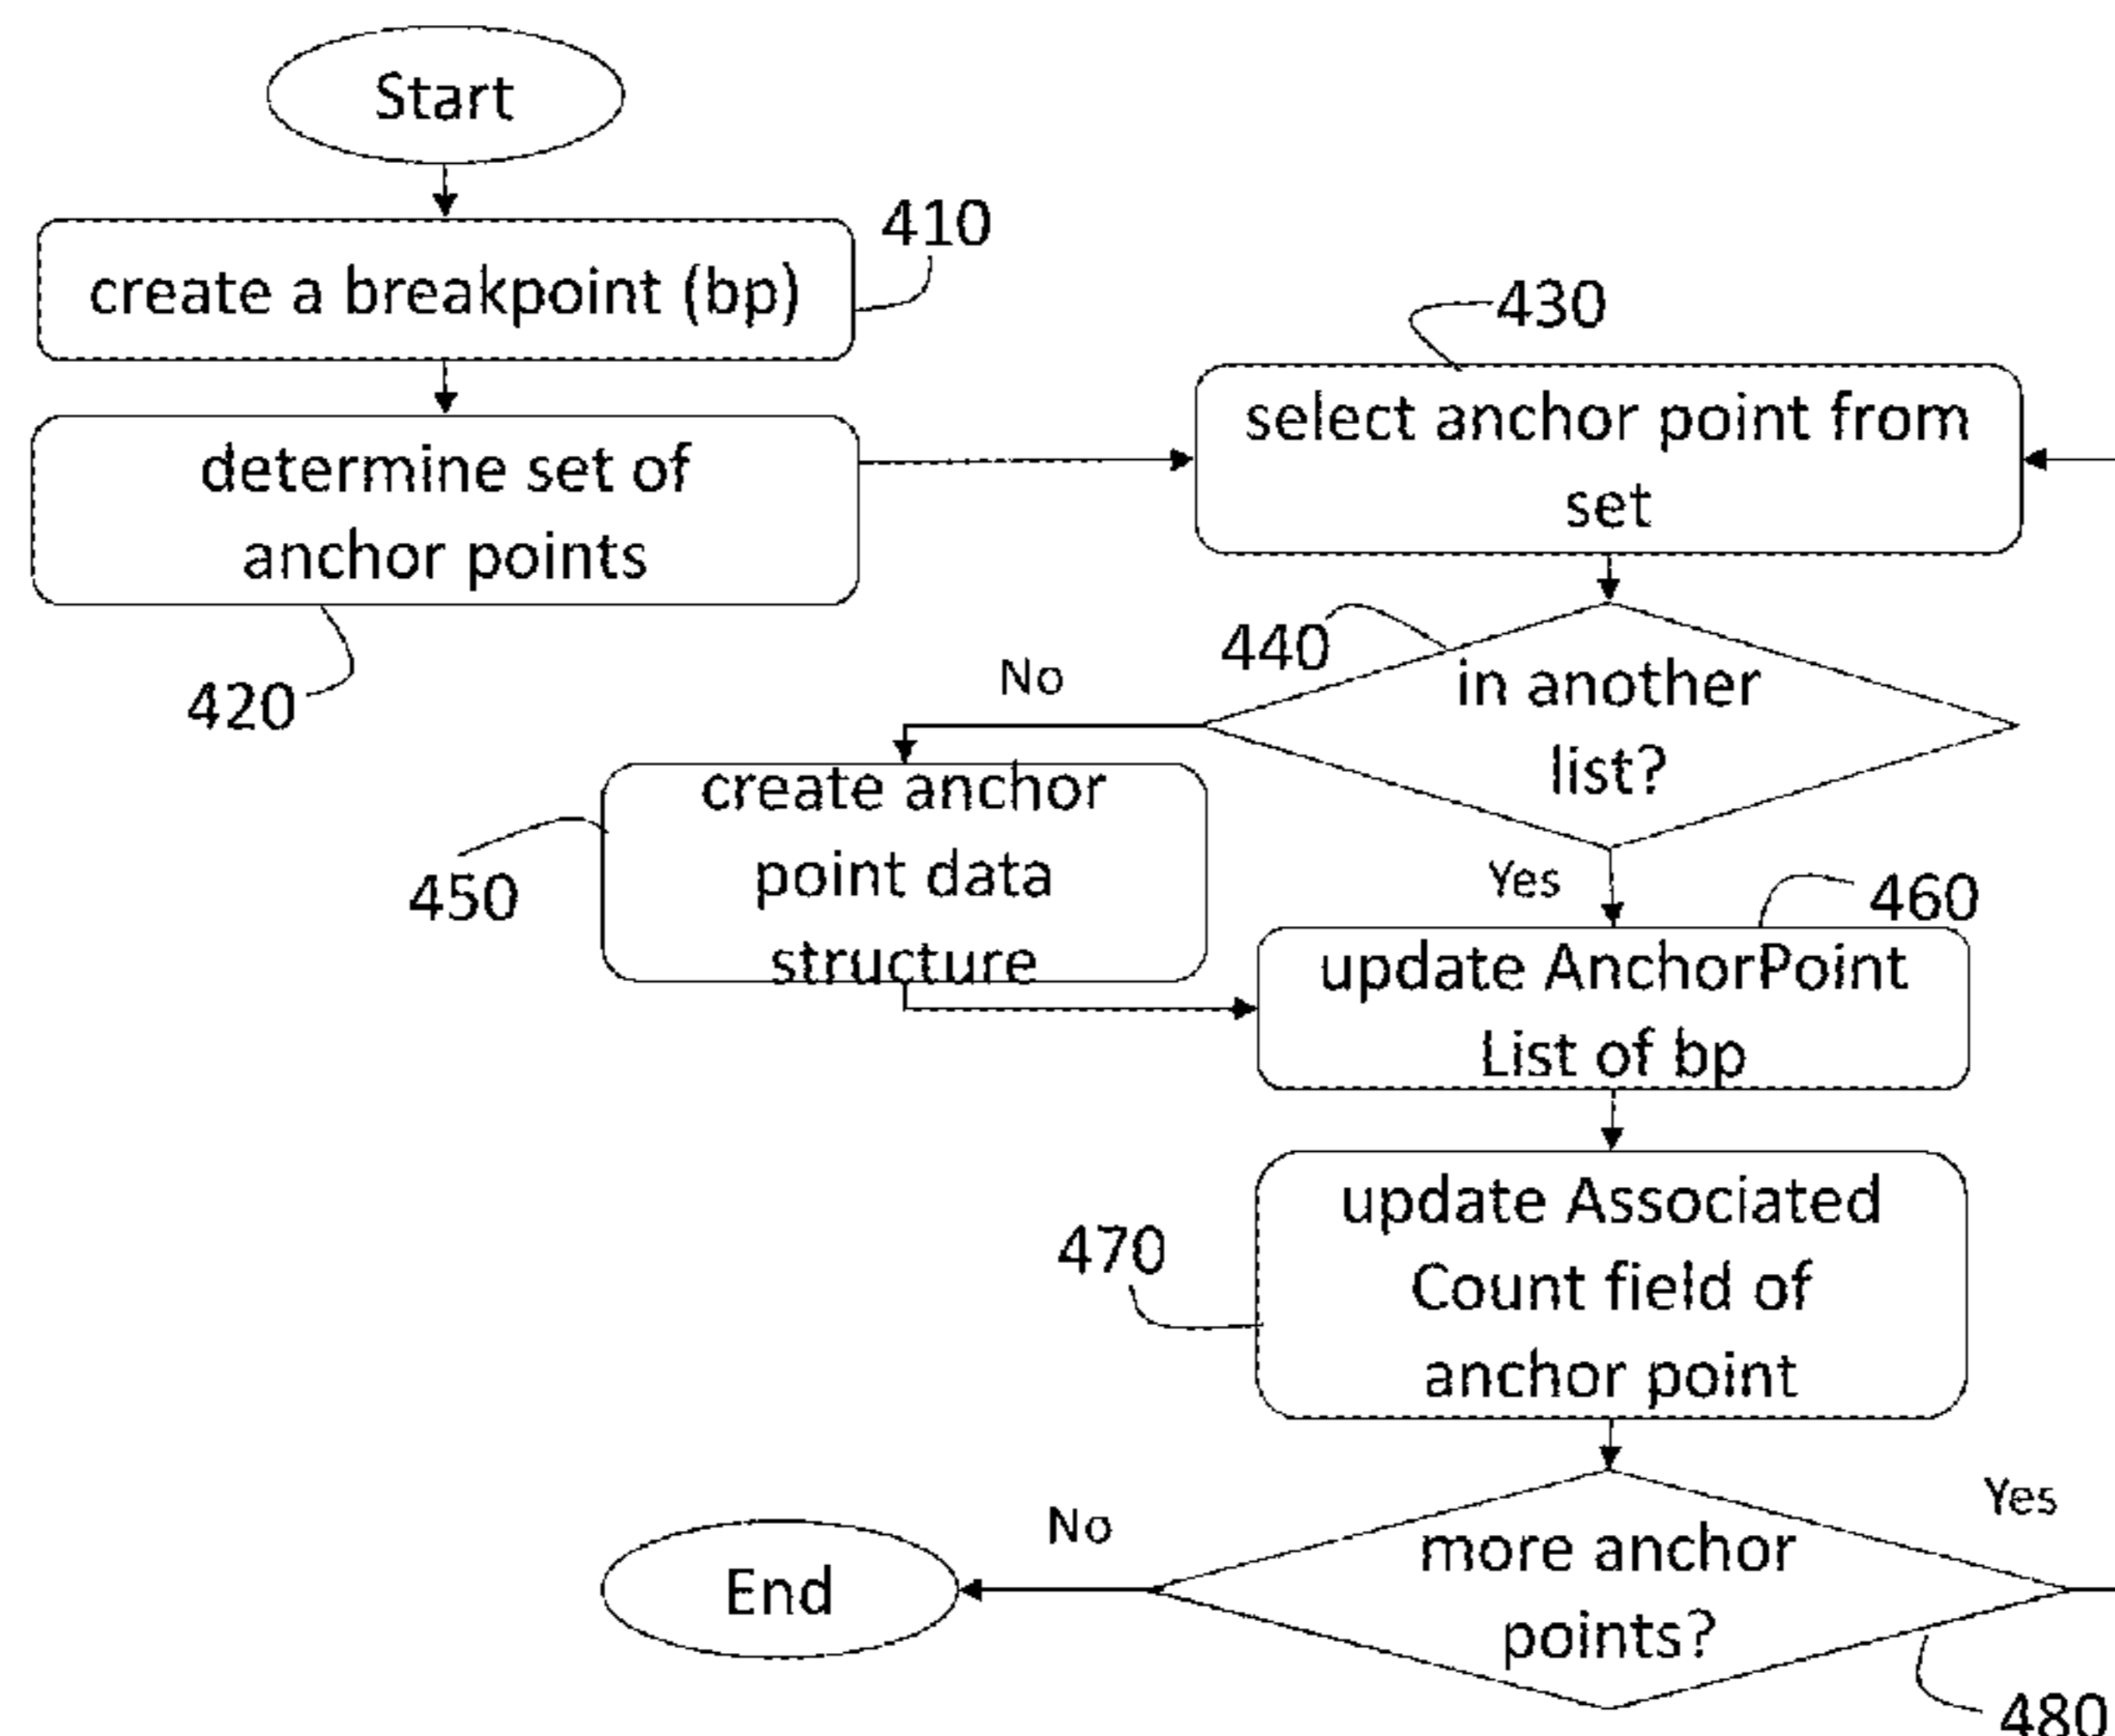 Start
410
create a breakpoint (bp)
determine set of
anchor points
420
430
select anchor point from
set
440
in another
list?
No
Yes
create anchor
point data
structure
450
460
update AnchorPoint
List of bp
470
update Associated
Count field of
anchor point
more anchor
points?
No
Yes
End
480